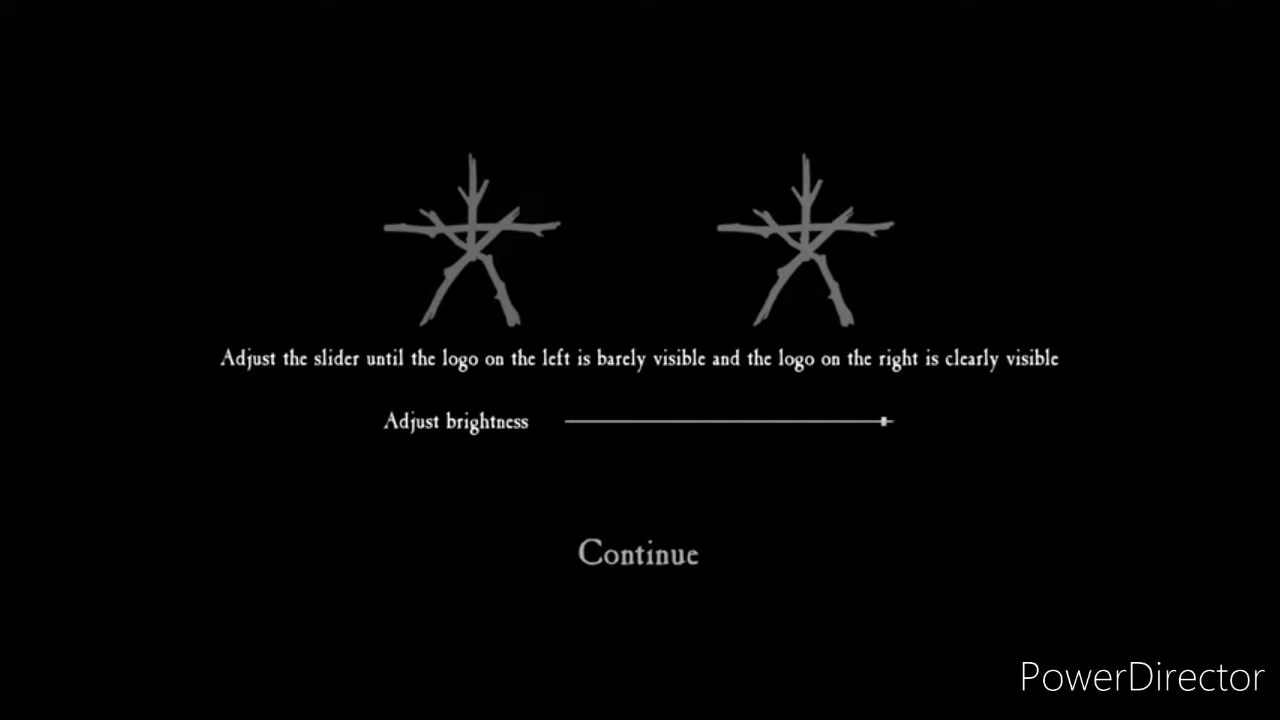 Adjust the slider until the logo on the left is barely visible and the logo on the right is clearly visible
Adjust brightness
Continue
PowerDirector